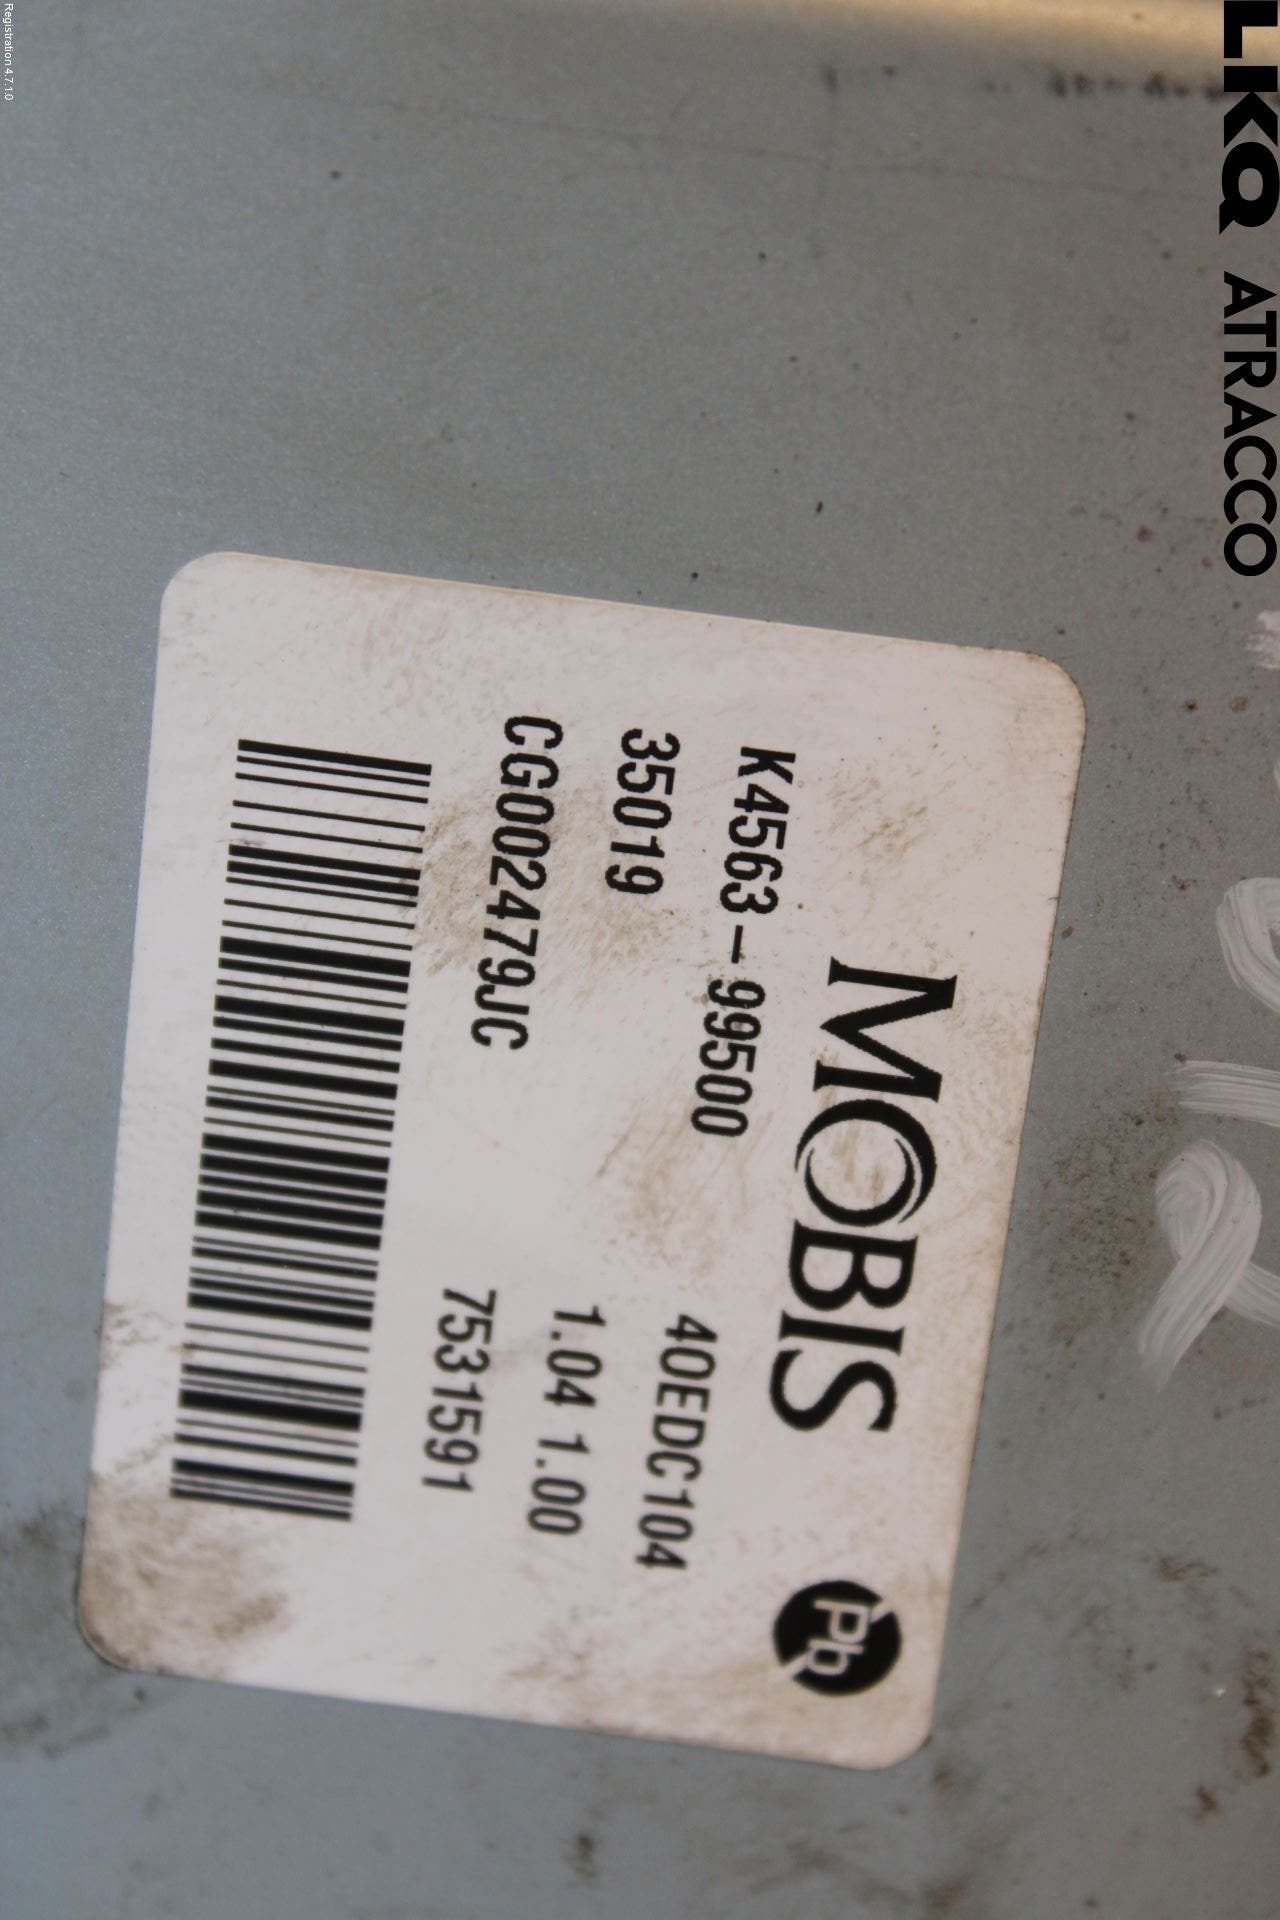 LKQ ATRACCO
MOBIS
Pb
K4563-99500 40EDC104
35019 1.04 1.00
CG002479JC 7531591
Registration 4.7.1.0